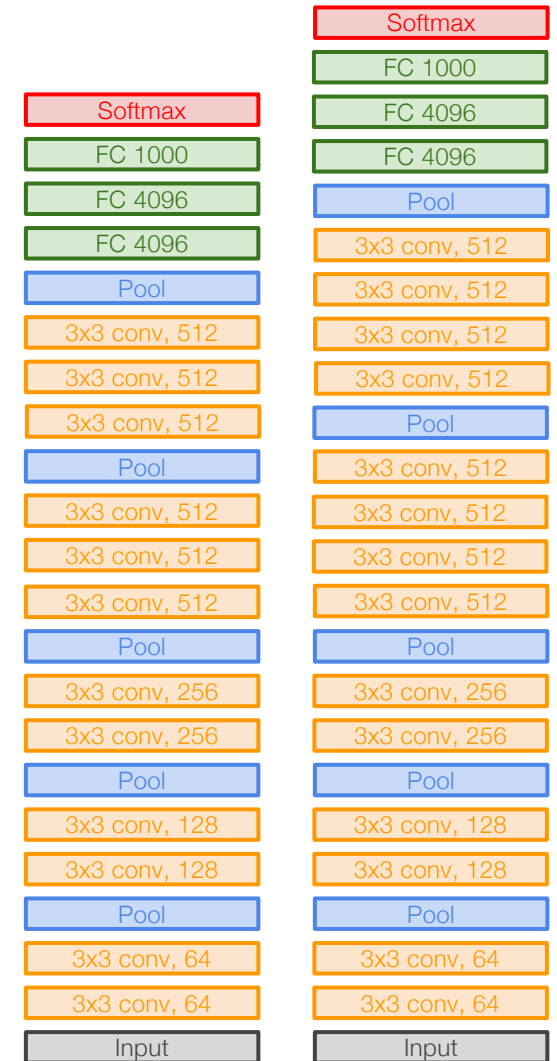 Softmax
FC 1000
FC 4096
FC 4096
Pool
3x3 conv, 512
3x3 conv, 512
3x3 conv, 512
Pool
3x3 conv, 512
3x3 conv, 512
3x3 conv, 512
Pool
3x3 conv, 256
3x3 conv, 256
Pool
3x3 conv, 128
3x3 conv, 128
Pool
3x3 conv, 64
3x3 conv, 64
Input
Softmax
FC 1000
FC 4096
FC 4096
Pool
3x3 conv, 512
3x3 conv, 512
3x3 conv, 512
3x3 conv, 512
Pool
3x3 conv, 512
3x3 conv, 512
3x3 conv, 512
3x3 conv, 512
Pool
3x3 conv, 256
3x3 conv, 256
Pool
3x3 conv, 128
3x3 conv, 128
Pool
3x3 conv, 64
3x3 conv, 64
Input